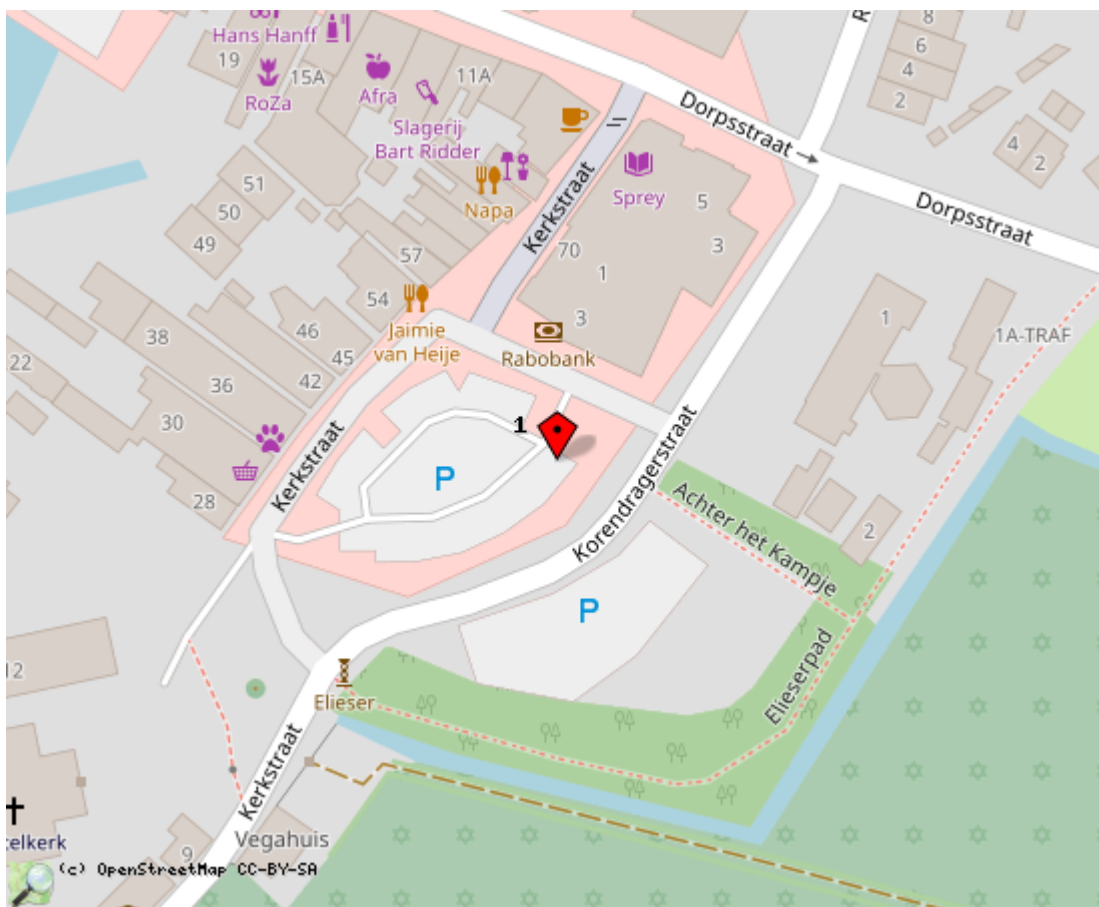 Hans Hanff
19
15A
RoZa
Afra
11A
Slagerij
Bart Ridder
Napa
Kerkstraat
Sprey
Dorpsstraat
Dorpsstraat
R
8
6
4
2
4
2
51
50
49
57
54
70
1
3
5
3
Jaimie
van Heije
Rabobank
46
45
42
38
36
30
28
22
1
1A-TRAF
1
P
Kerkstraat
Korendragerstraat
Achter het Kampje
2
P
Elieserpad
12
Elieser
Kerkstraat
Vegahuis
9
telkerk
(c) OpenStreetMap CC-BY-SA